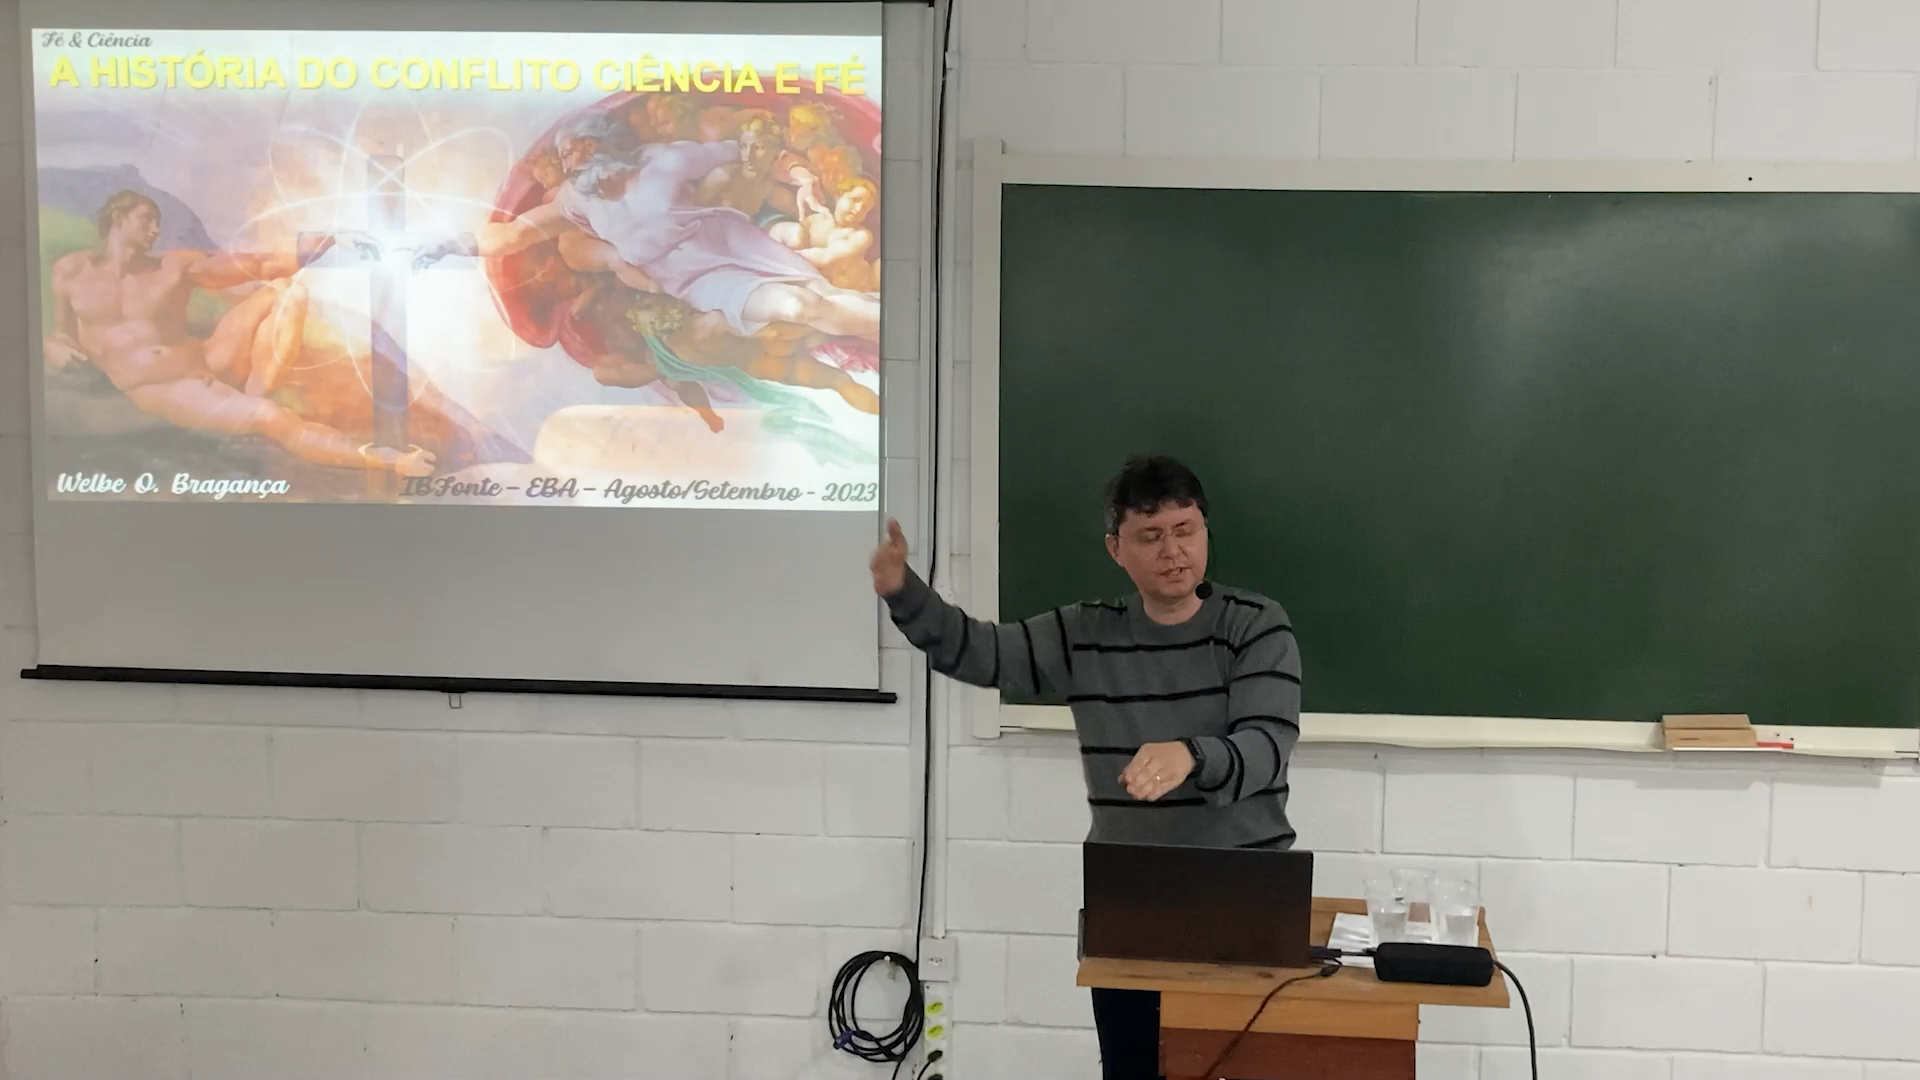 Fé & Ciência
A HISTÓRIA DO CONFLITO CIÊNCIA E FÉ
Welbe O. Bragança
IBFonte – EBA – Agosto/Setembro - 2023